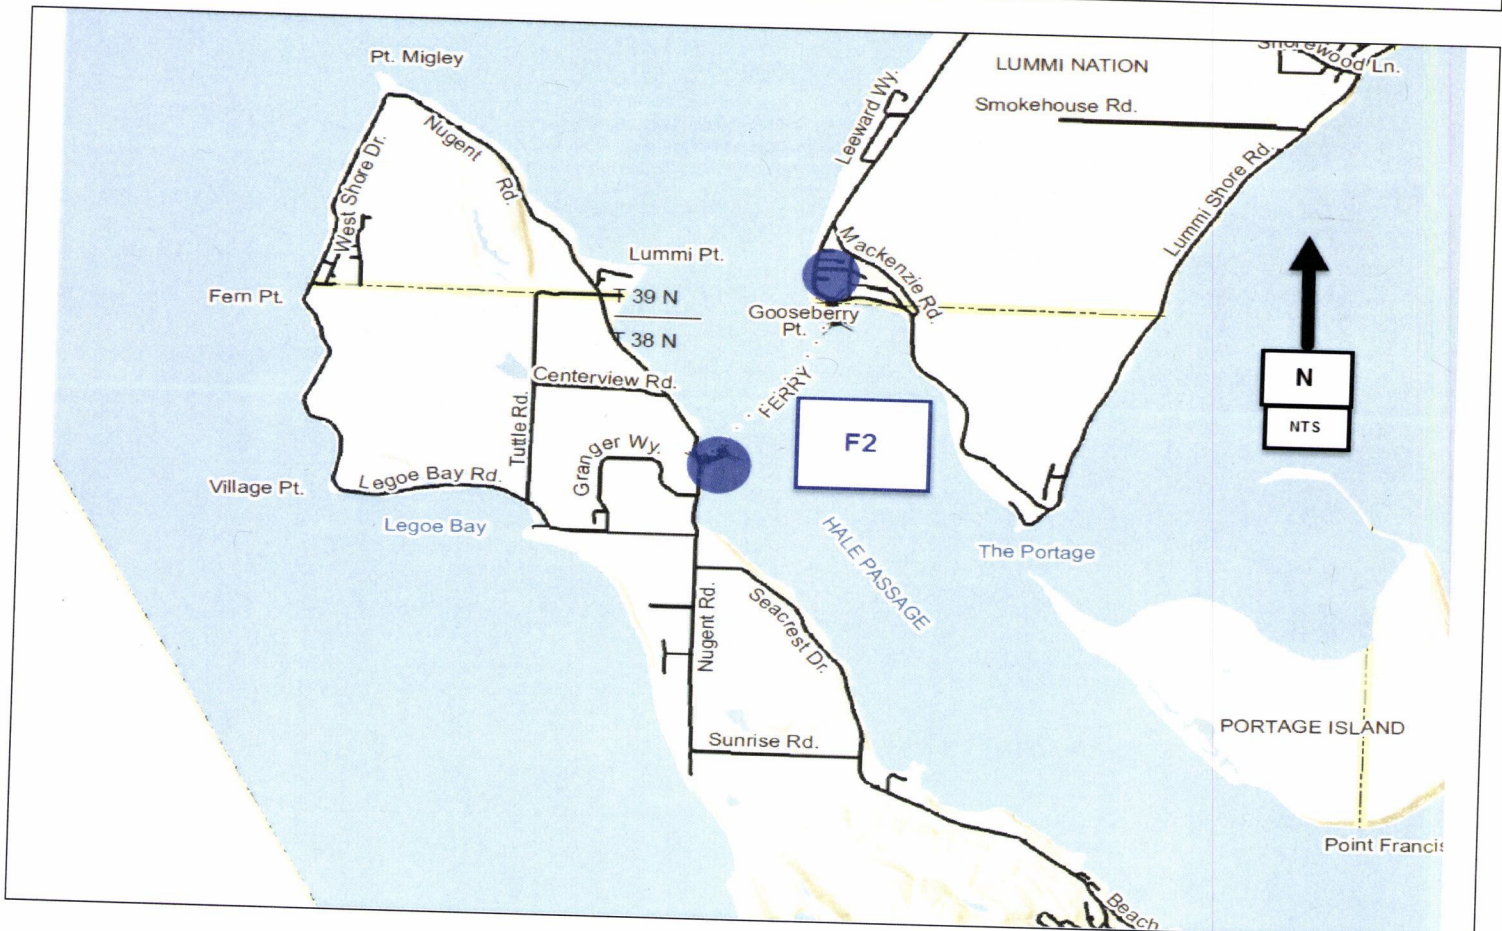 Pt. Migley
Nugent
Rd.
West Shore Dr.
Fern Pt.
Lummi Pt.
T 39 N
T 38 N
Leeward Wy.
LUMMI NATION
Smokehouse Rd.
Shorewood Ln.
Lummi Shore Rd.
Mackenzie Rd.
Gooseberry
Pt.
FERRY
F2
N
NTS
Centerview Rd.
Tuttle Rd.
Granger Wy.
Legoe Bay Rd.
Village Pt.
Legoe Bay
HALE PASSAGE
The Portage
Nugent Rd.
Seacrest Dr.
Sunrise Rd.
PORTAGE ISLAND
Point Francis
Beach